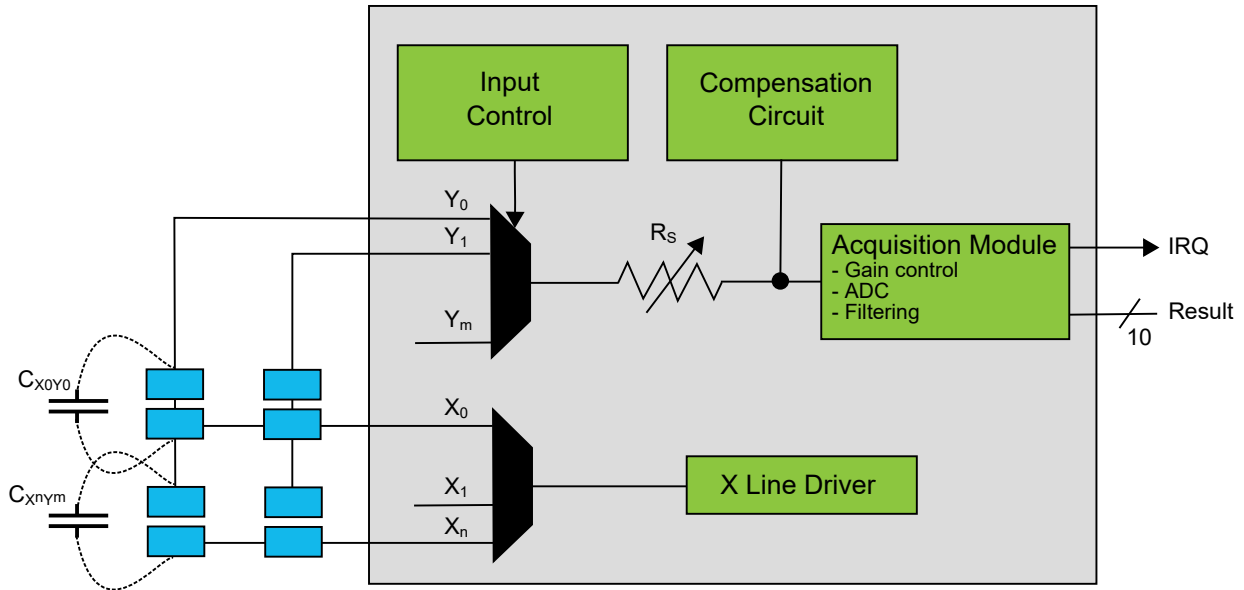 Input
Control
Compensation
Circuit
Y0
Y1
Ym
RS
Acquisition Module
- Gain control
- ADC
- Filtering
IRQ
Result
10
CX0Y0
CXnYm
X0
X1
Xn
X Line Driver